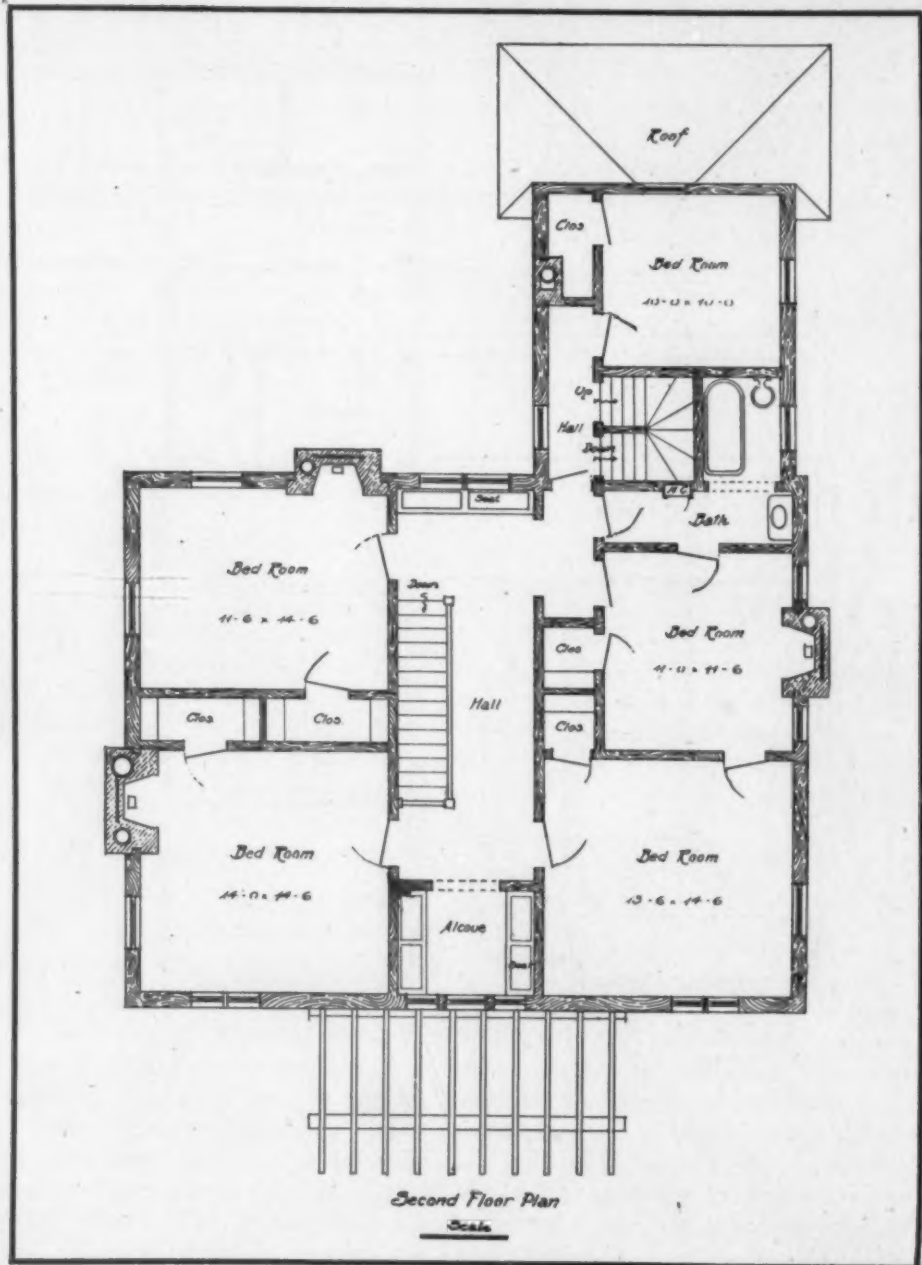 Roof
Clos.
Bed Room
10-0 x 10-0
Up
Hall
Down
Seat
M C
Bath
Down
Bed Room
11-6 x 14-6
Bed Room
11-0 x 11-6
Clos
Clos.
Clos.
Hall
Clos
Bed Room
14-0 x 14-6
Bed Room
13-6 x 14-6
Alcove
Seat
Second Floor Plan
Scale